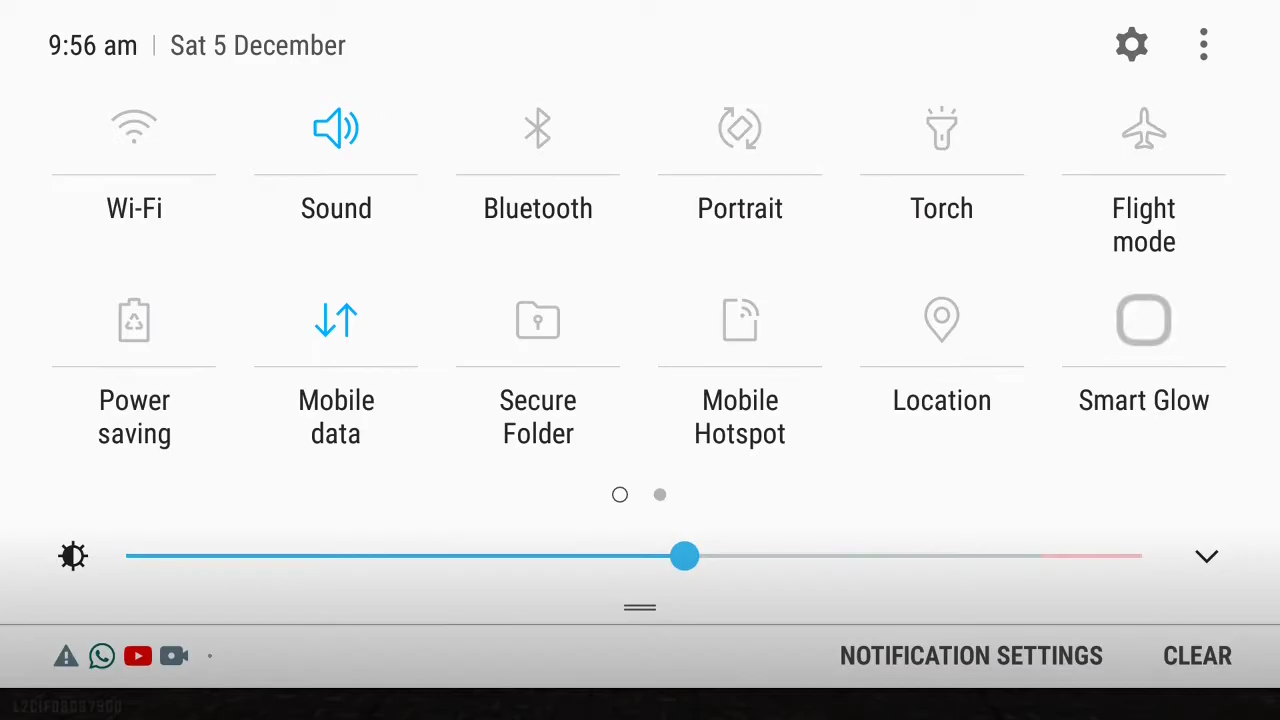 9:56 am | Sat 5 December
Wi-Fi
Sound
Bluetooth
Portrait
Torch
Flight
mode
Power
saving
Mobile
data
Secure
Folder
Mobile
Hotspot
Location
Smart Glow
NOTIFICATION SETTINGS
CLEAR